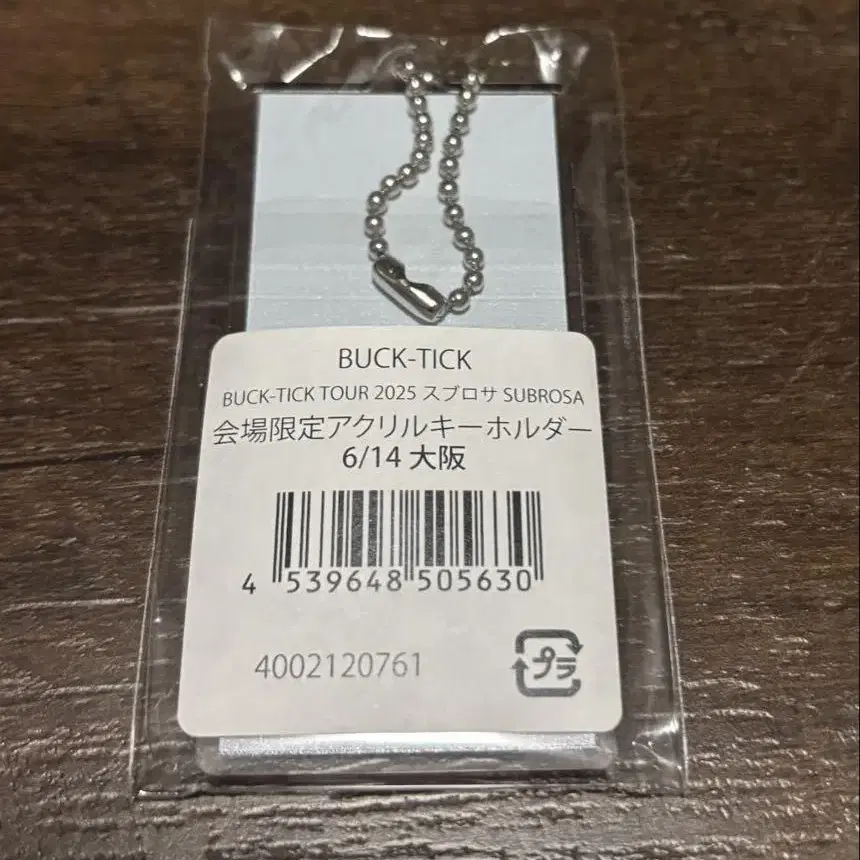 BUCK-TICK
BUCK-TICK TOUR 2025 スブロサ SUBROSA
会場限定アクリルキーホルダー
6/14 大阪
4 539648 505630
4002120761
プラ